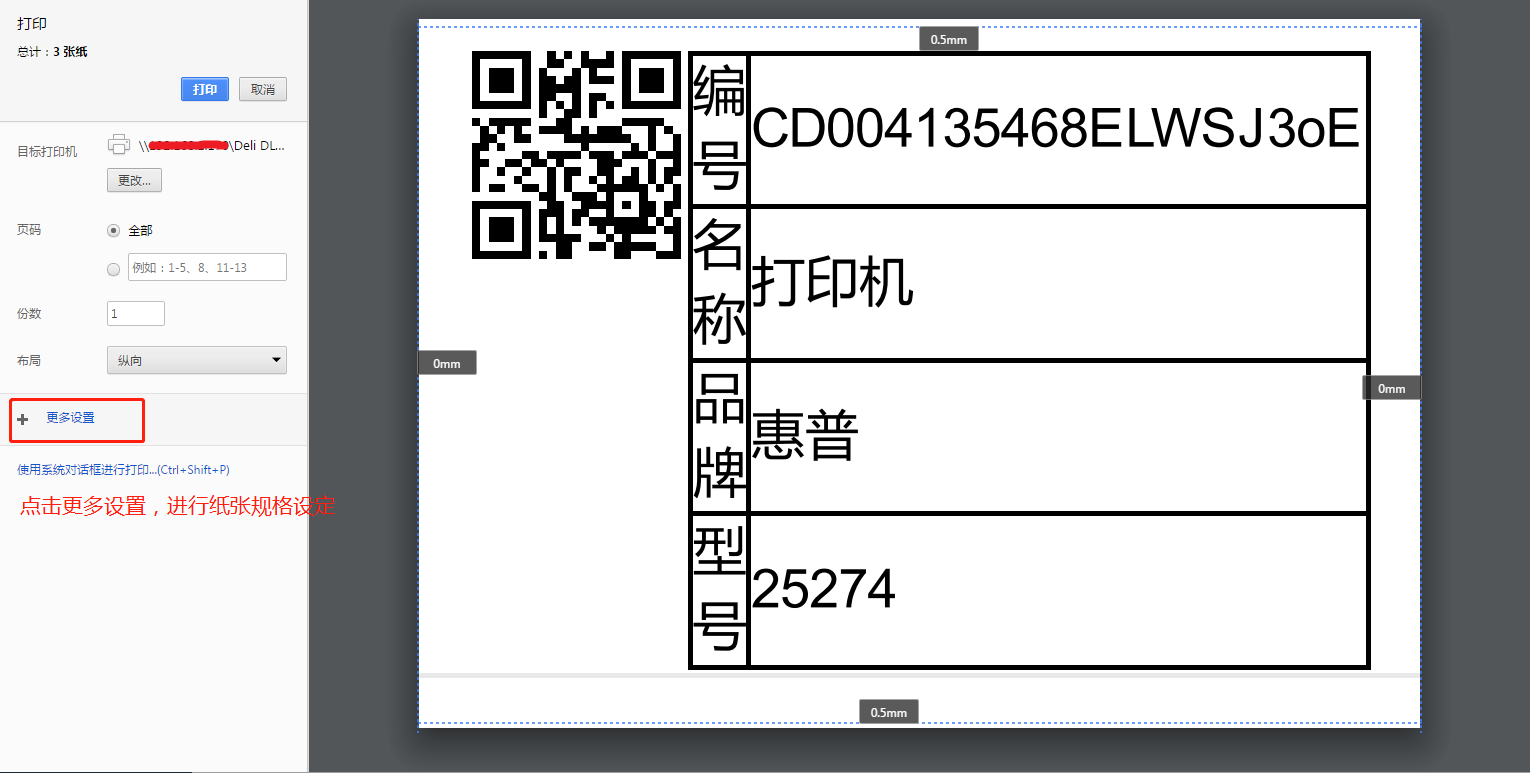 打印
总计：3 张纸
打印 取消
目标打印机 \\ \Deli DL...
更改...
页码 全部
例如：1-5、8、11-13
份数 1
布局 纵向
更多设置
使用系统对话框进行打印...(Ctrl+Shift+P)
点击更多设置，进行纸张规格设定
0.5mm
编号 CD004135468ELWSJ3oE
名称 打印机
0mm
品牌 惠普
0mm
型号 25274
0.5mm